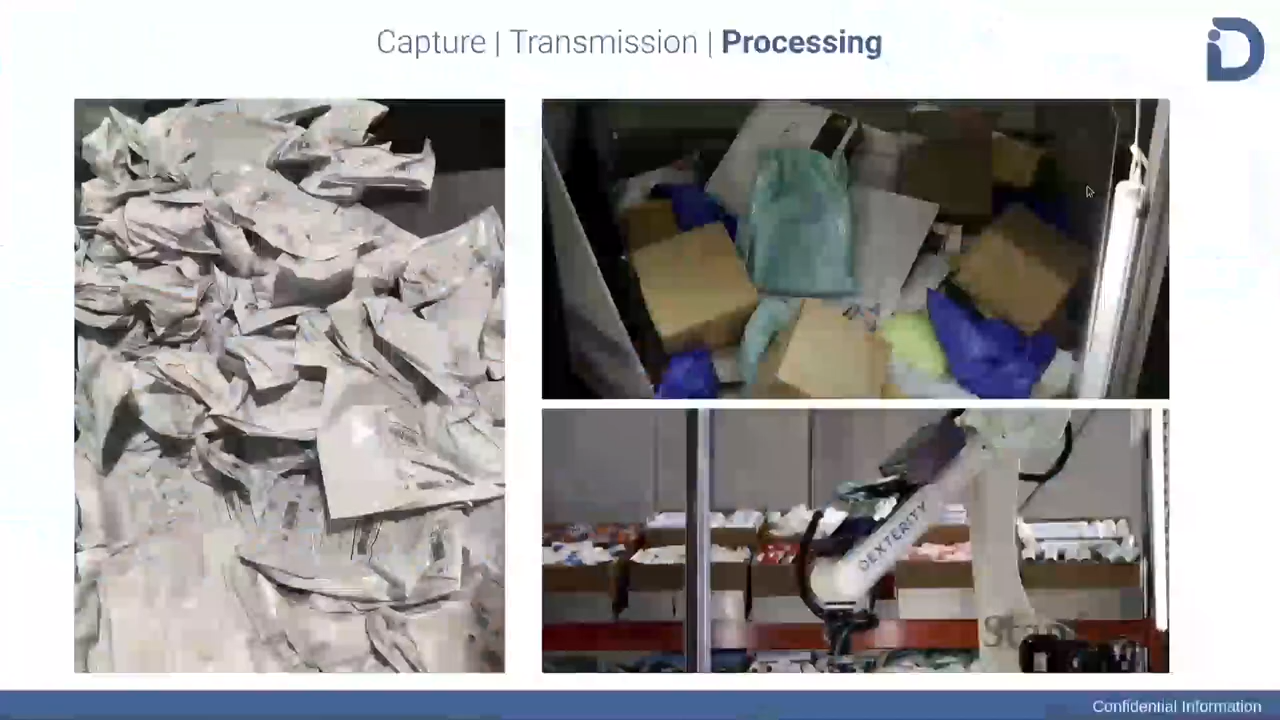 Capture | Transmission | Processing
DEXTERITY
Confidential Information